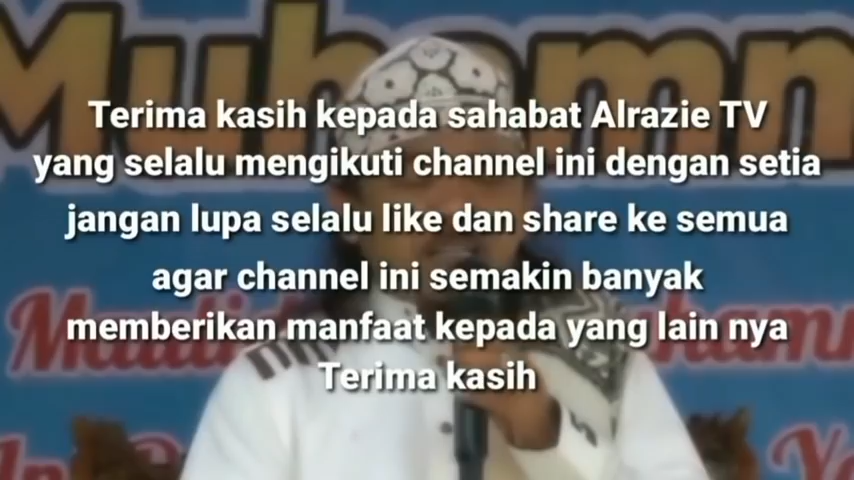 Muhamm
Terima kasih kepada sahabat Alrazie TV
yang selalu mengikuti channel ini dengan setia
jangan lupa selalu like dan share ke semua
agar channel ini semakin banyak
memberikan manfaat kepada yang lain nya
Terima kasih